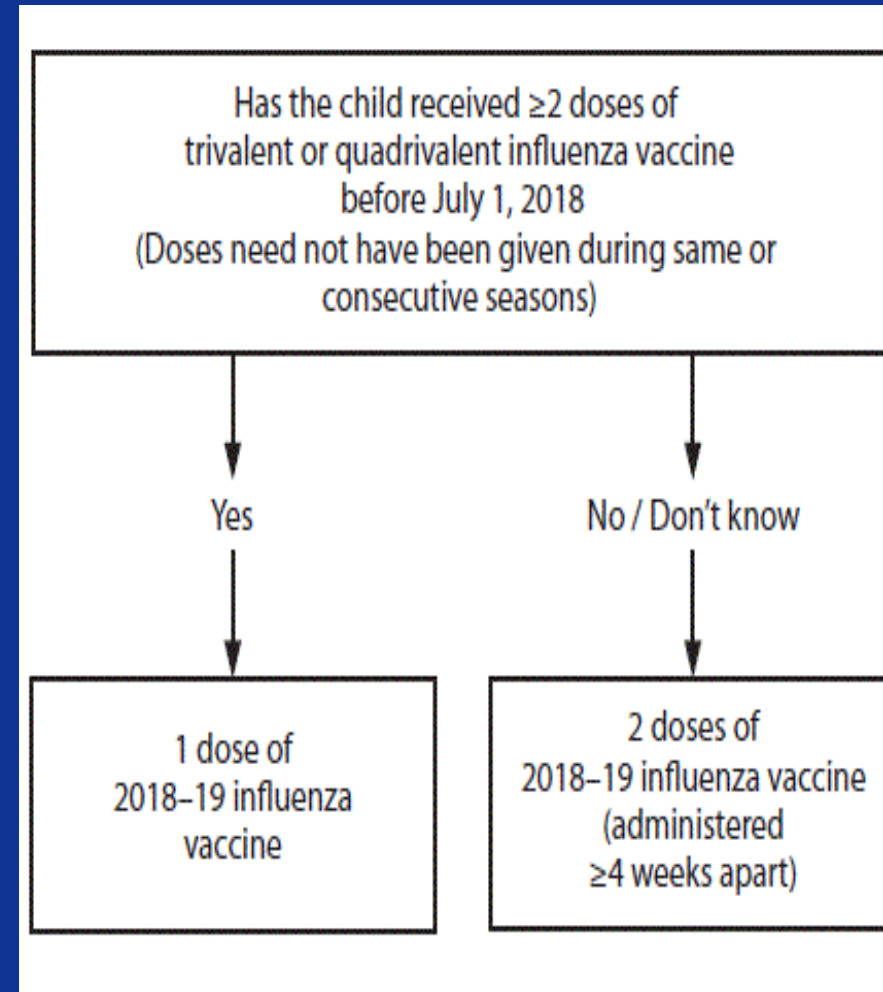 Has the child received ≥2 doses of
trivalent or quadrivalent influenza vaccine
before July 1, 2018
(Doses need not have been given during same or
consecutive seasons)
Yes
No / Don't know
1 dose of
2018–19 influenza
vaccine
2 doses of
2018–19 influenza vaccine
(administered
≥4 weeks apart)